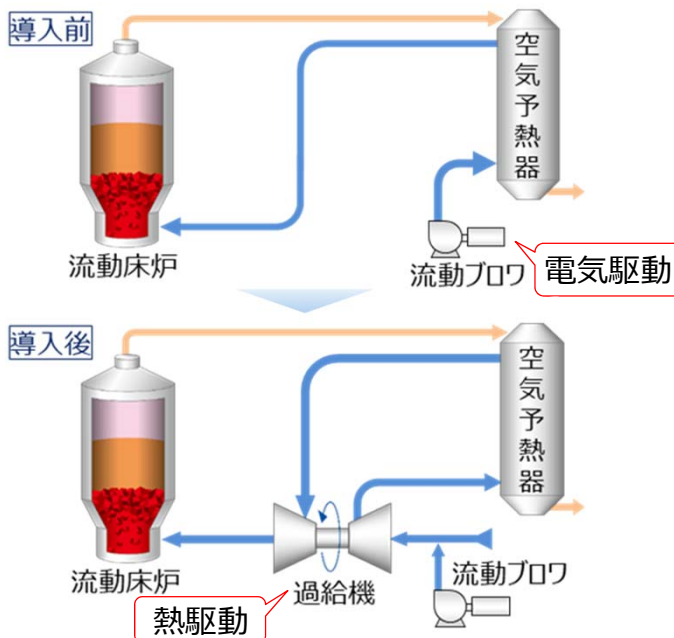 導入前
空気予熱器
流動床炉
流動ブロワ
電気駆動
導入後
空気予熱器
流動床炉
過給機
流動ブロワ
熱駆動